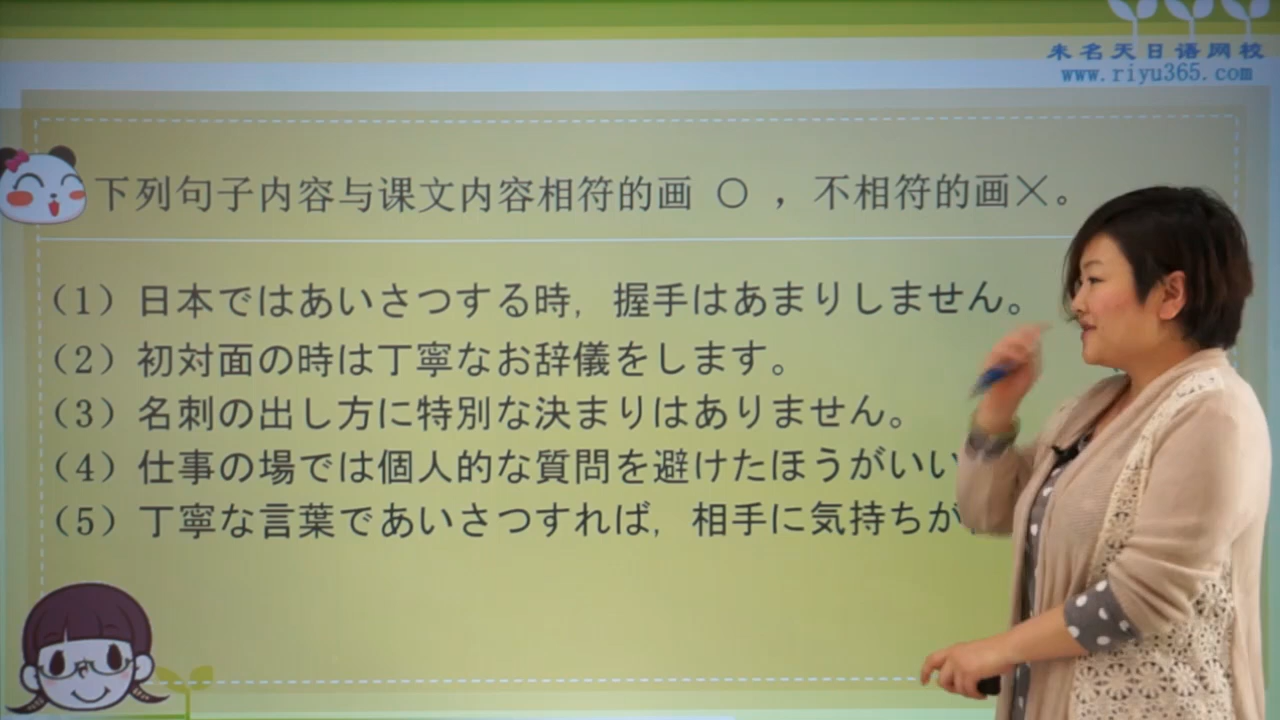 未名天日语网校
www.riyu365.com
下列句子内容与课文内容相符的画 〇 ，不相符的画×。
（1）日本ではあいさつする時，握手はあまりしません。
（2）初対面の時は丁寧なお辞儀をします。
（3）名刺の出し方に特別な決まりはありません。
（4）仕事の場では個人的な質問を避けたほうがいい
（5）丁寧な言葉であいさつすれば，相手に気持ちが